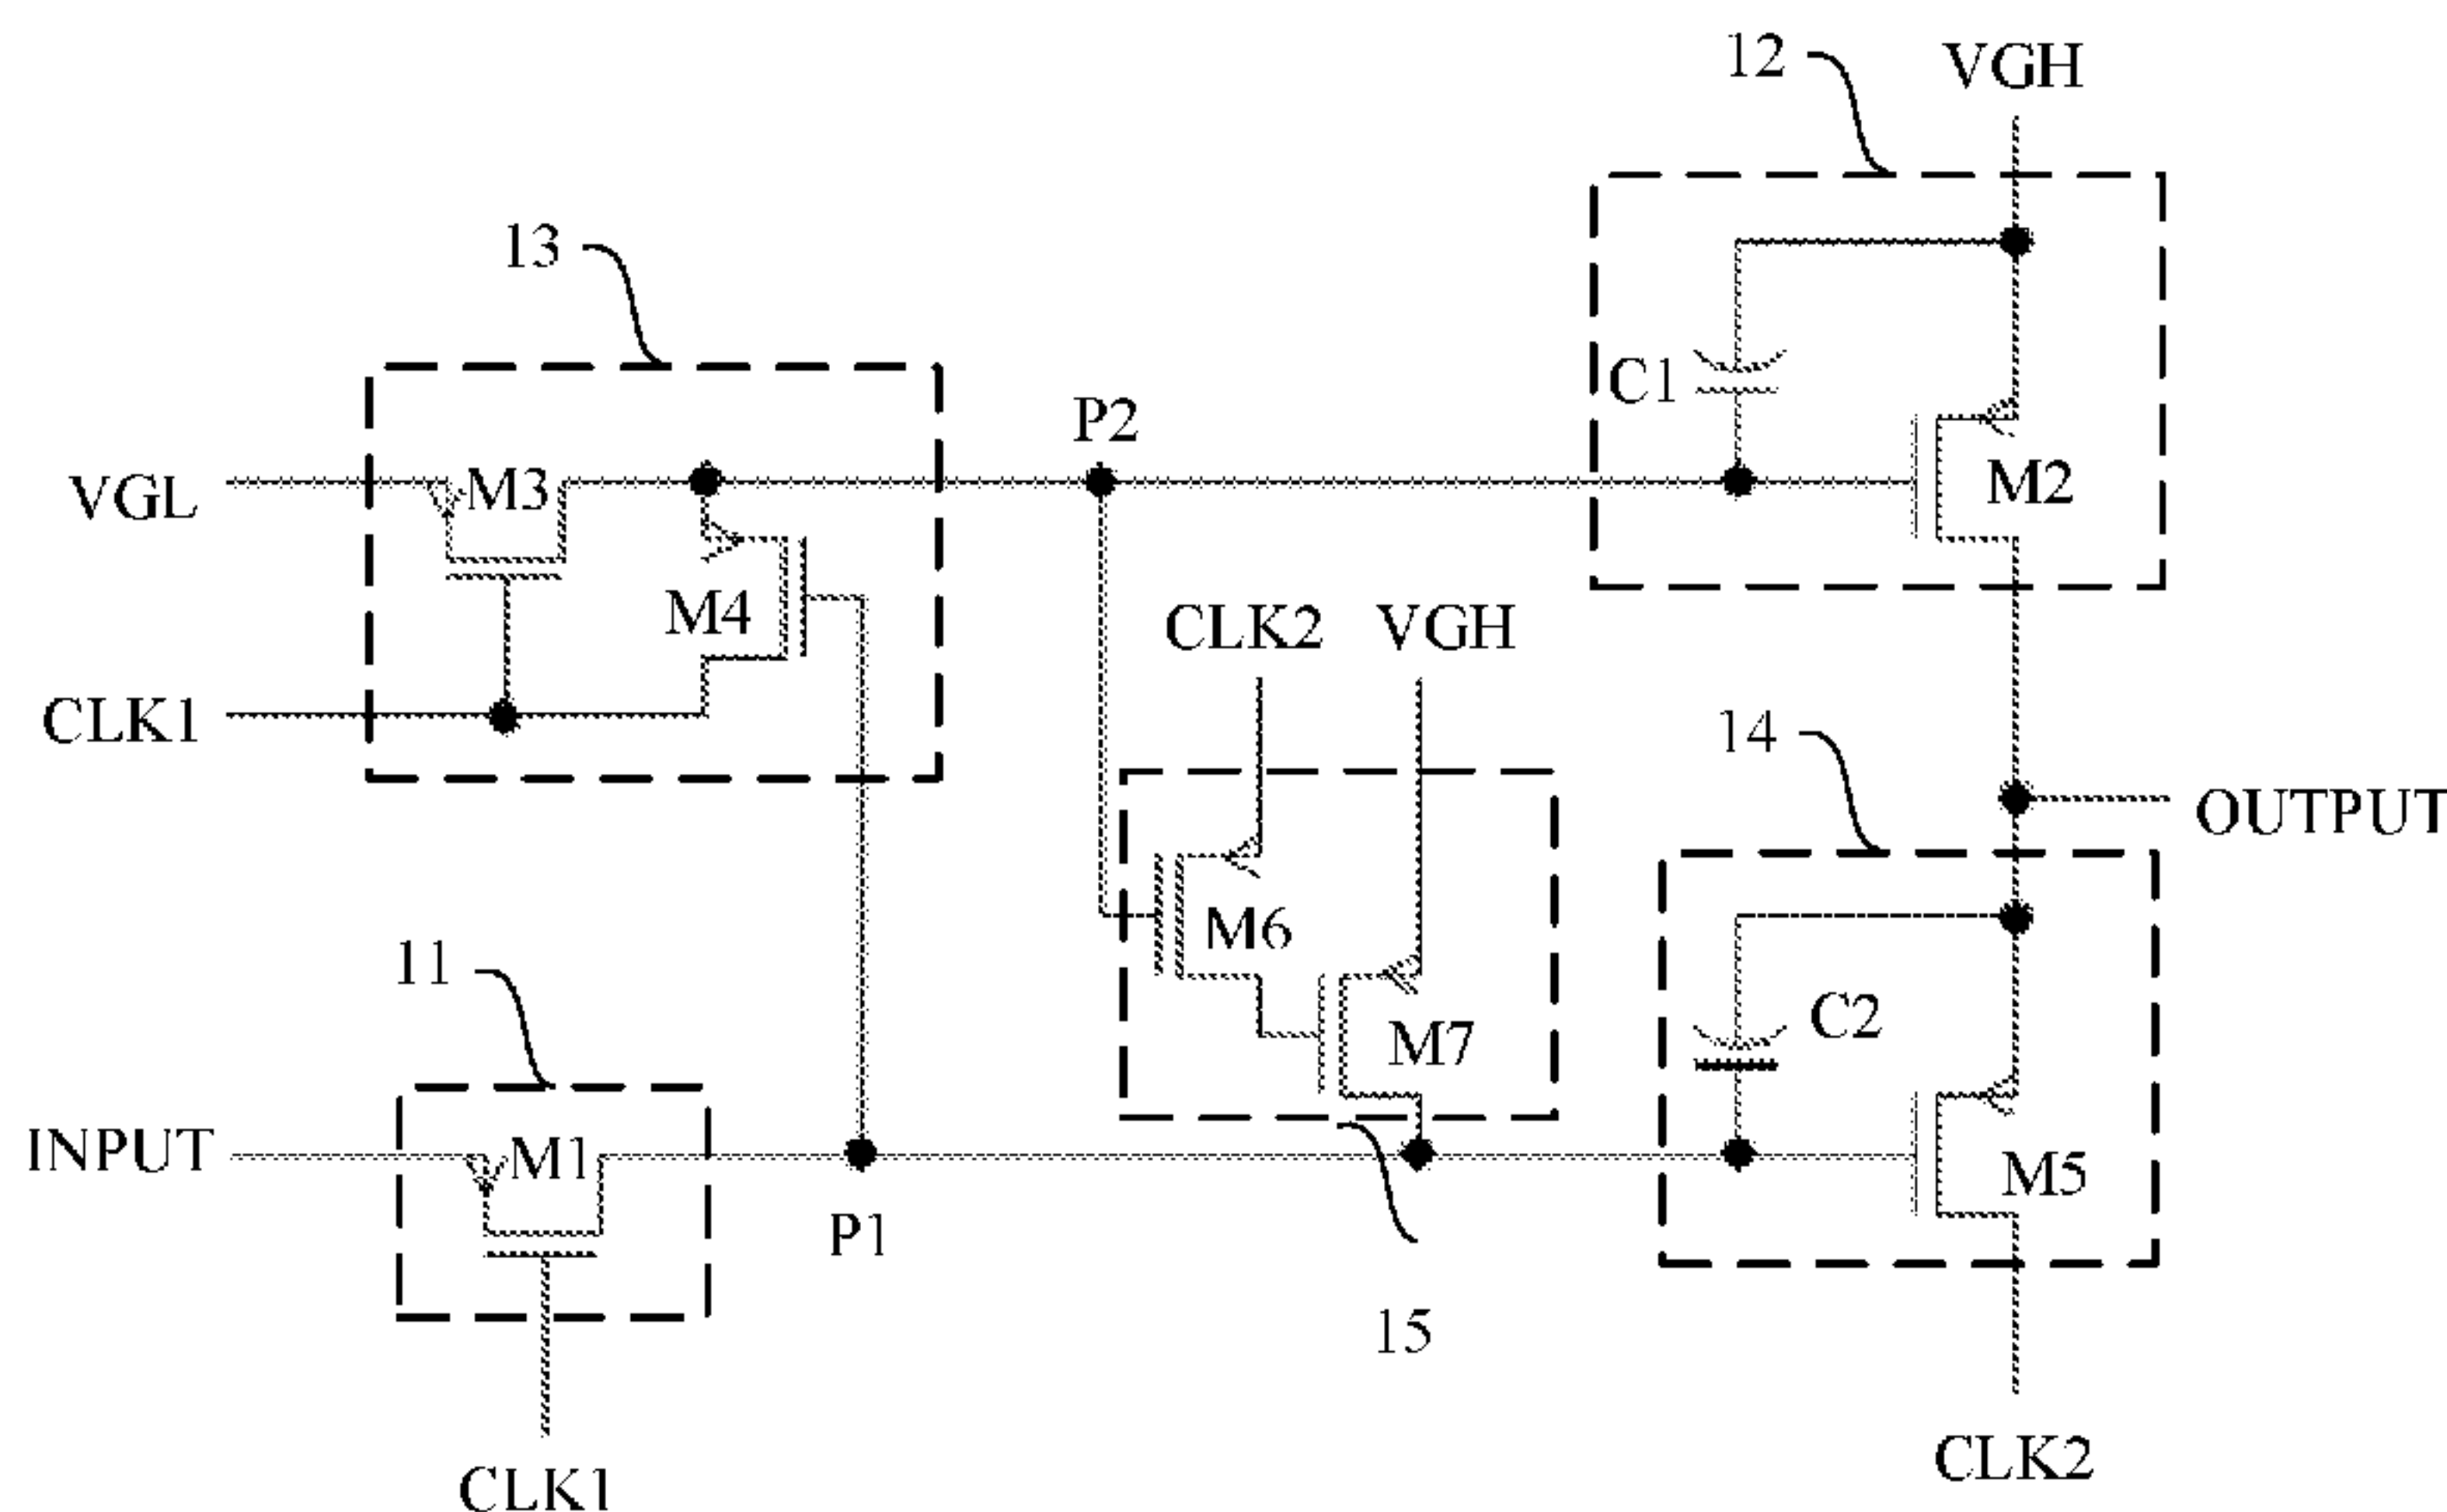 12
VGH
13
C1
P2
M2
VGL
M3
M4
CLK2
VGH
CLK1
14
OUTPUT
M6
11
C2
M7
INPUT
M1
M5
P1
15
CLK1
CLK2